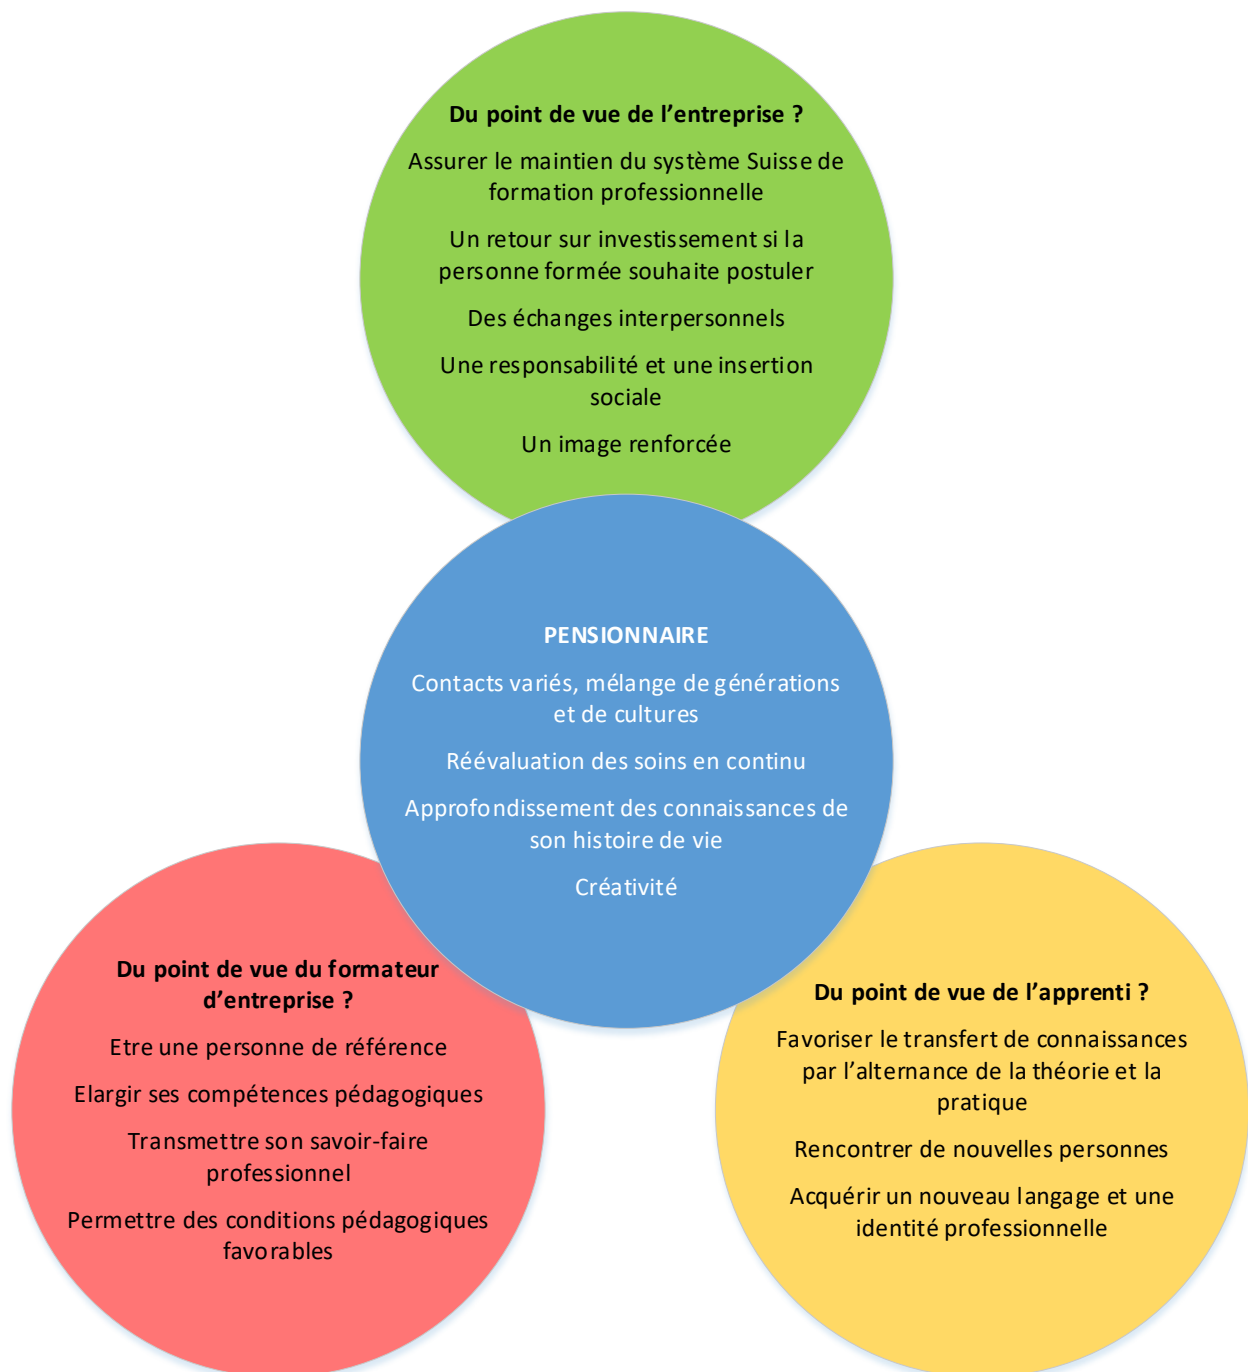 Du point de vue de l’entreprise ?
Assurer le maintien du système Suisse de
formation professionnelle
Un retour sur investissement si la
personne formée souhaite postuler
Des échanges interpersonnels
Une responsabilité et une insertion
sociale
Un image renforcée
PENSIONNAIRE
Contacts variés, mélange de générations
et de cultures
Réévaluation des soins en continu
Approfondissement des connaissances de
son histoire de vie
Créativité
Du point de vue du formateur
d’entreprise ?
Etre une personne de référence
Elargir ses compétences pédagogiques
Transmettre son savoir-faire
professionnel
Permettre des conditions pédagogiques
favorables
Du point de vue de l’apprenti ?
Favoriser le transfert de connaissances
par l’alternance de la théorie et la
pratique
Rencontrer de nouvelles personnes
Acquérir un nouveau langage et une
identité professionnelle